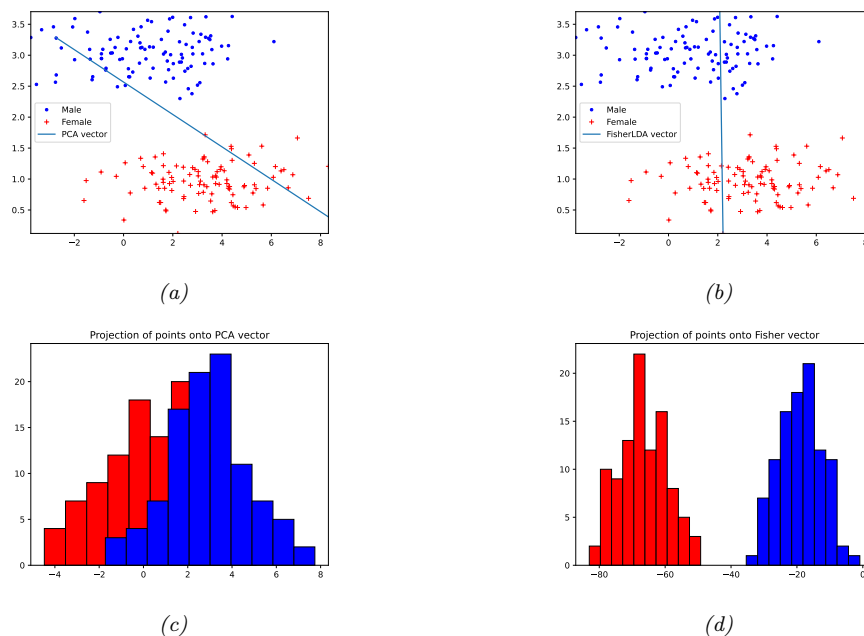 3.5
3.0
2.5
2.0
1.5
1.0
0.5
Male
Female
PCA vector
−2 0 2 4 6 8
(a)
3.5
3.0
2.5
2.0
1.5
1.0
0.5
Male
Female
FisherLDA vector
−2 0 2 4 6 8
(b)
Projection of points onto PCA vector
20
15
10
5
0
−4 −2 0 2 4 6 8
(c)
Projection of points onto Fisher vector
20
15
10
5
0
−80 −60 −40 −20 0
(d)